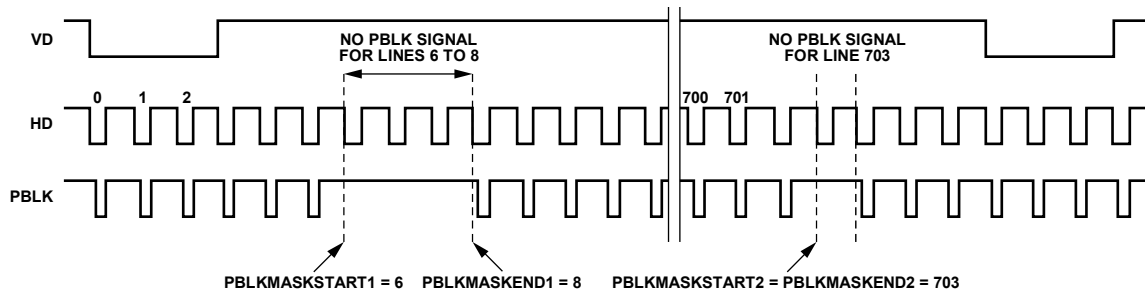 VD
NO PBLK SIGNAL
FOR LINES 6 TO 8
NO PBLK SIGNAL
FOR LINE 703
HD
0 1 2
700 701
PBLK
PBLKMASKSTART1 = 6 PBLKMASKEND1 = 8 PBLKMASKSTART2 = PBLKMASKEND2 = 703